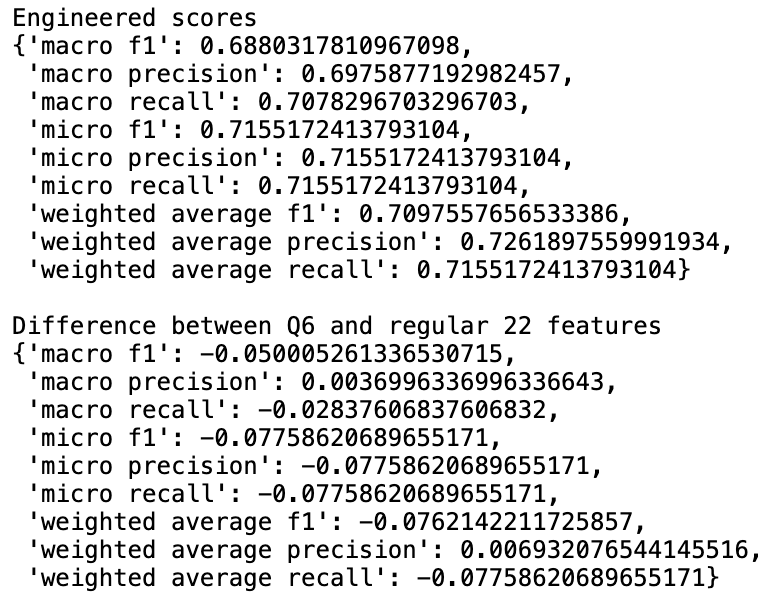 Engineered scores
{'macro f1': 0.6880317810967098,
'macro precision': 0.6975877192982457,
'macro recall': 0.7078296703296703,
'micro f1': 0.7155172413793104,
'micro precision': 0.7155172413793104,
'micro recall': 0.7155172413793104,
'weighted average f1': 0.7097557656533386,
'weighted average precision': 0.7261897559991934,
'weighted average recall': 0.7155172413793104}

Difference between Q6 and regular 22 features
{'macro f1': -0.050005261336530715,
'macro precision': 0.0036996336996336643,
'macro recall': -0.02837606837606832,
'micro f1': -0.07758620689655171,
'micro precision': -0.07758620689655171,
'micro recall': -0.07758620689655171,
'weighted average f1': -0.0762142211725857,
'weighted average precision': 0.006932076544145516,
'weighted average recall': -0.07758620689655171}